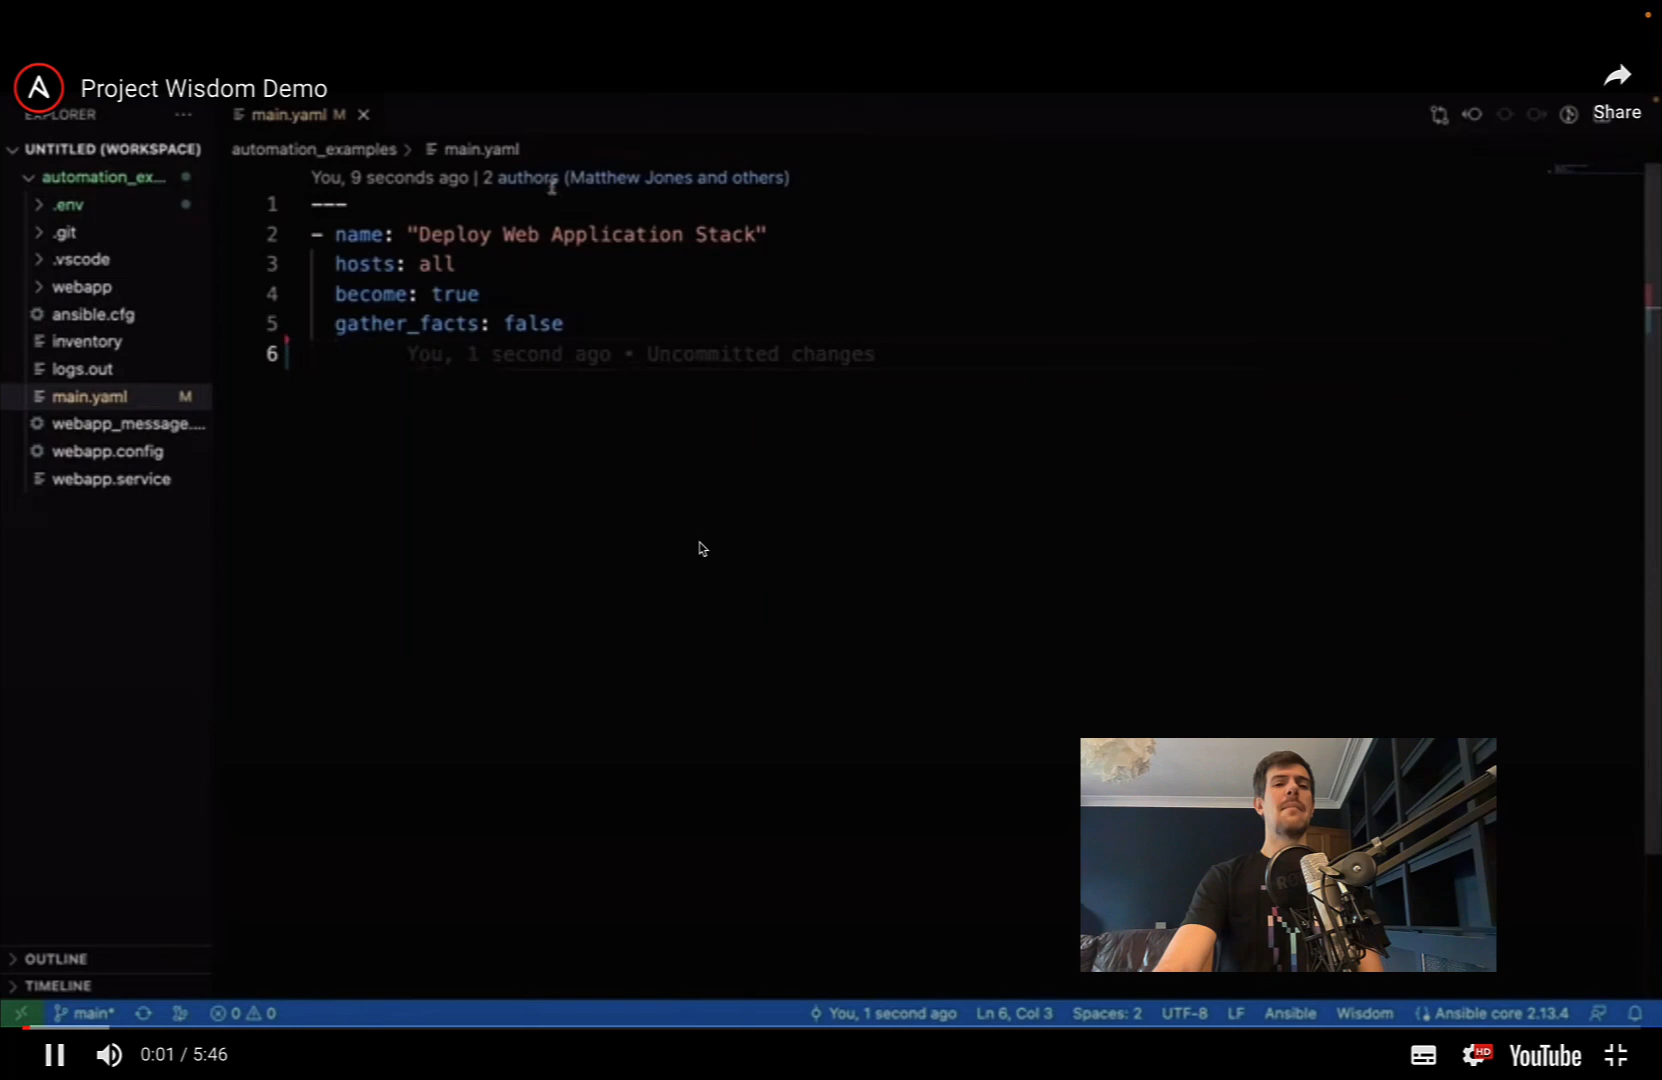 Project Wisdom Demo
Share
EXPLORER ...
main.yaml M
UNTITLED (WORKSPACE)
automation_ex...
.env
.git
.vscode
webapp
ansible.cfg
inventory
logs.out
main.yaml M
webapp_message....
webapp.config
webapp.service
OUTLINE
TIMELINE
automation_examples > main.yaml
You, 9 seconds ago | 2 authors (Matthew Jones and others)
1 ---
2 - name: "Deploy Web Application Stack"
3 hosts: all
4 become: true
5 gather_facts: false
6 You, 1 second ago • Uncommitted changes
main* 0 0 You, 1 second ago Ln 6, Col 3 Spaces: 2 UTF-8 LF Ansible Wisdom Ansible core 2.13.4
0:01 / 5:46 HD YouTube